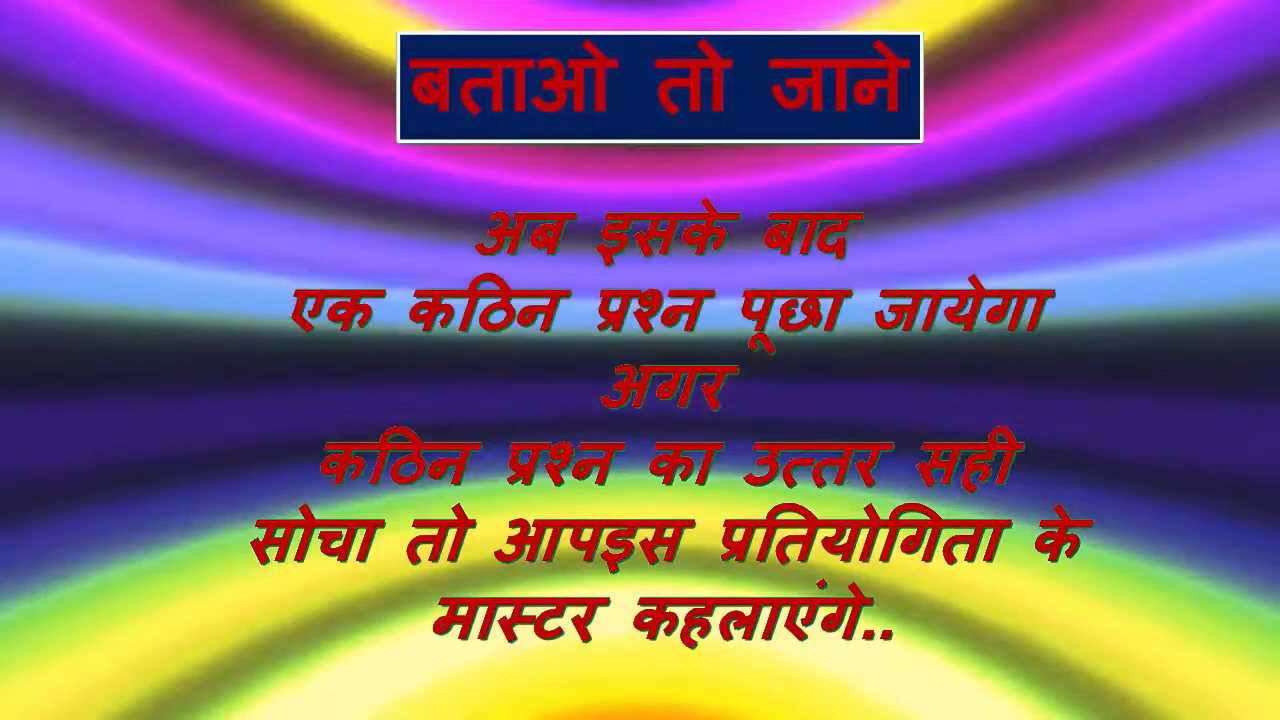 बताओ तो जाने
अब इसके बाद
एक कठिन प्रश्न पूछा जायेगा
अगर
कठिन प्रश्न का उत्तर सही
सोचा तो आपइस प्रतियोगिता के
मास्टर कहलाएंगे..